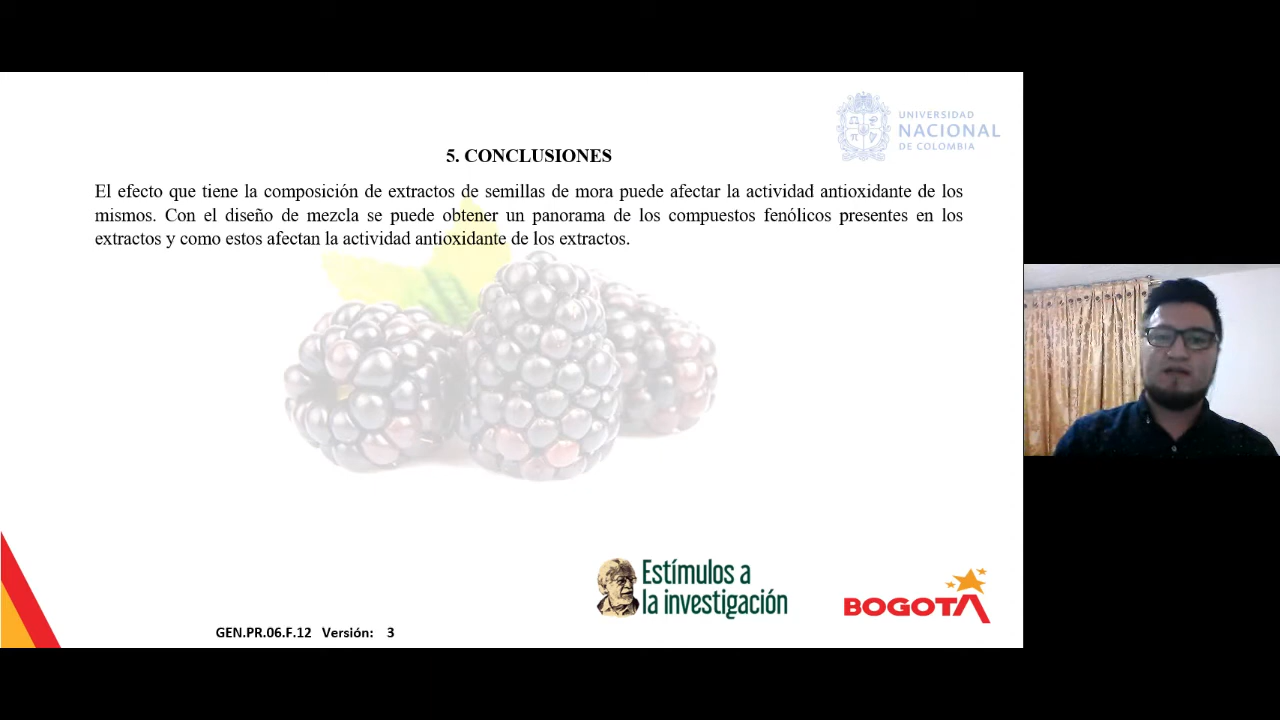 UNIVERSIDAD
NACIONAL
DE COLOMBIA
5. CONCLUSIONES
El efecto que tiene la composición de extractos de semillas de mora puede afectar la actividad antioxidante de los
mismos. Con el diseño de mezcla se puede obtener un panorama de los compuestos fenólicos presentes en los
extractos y como estos afectan la actividad antioxidante de los extractos.
Estímulos a
la investigación
BOGOTÁ
GEN.PR.06.F.12 Versión: 3